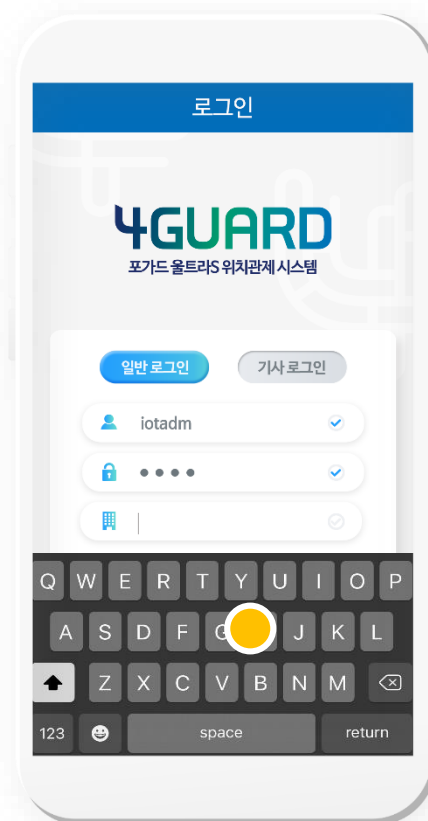 로그인
4GUARD
포가드 울트라S 위치관제 시스템
일반 로그인 기사 로그인
iotadm
●●●●
Q W E R T Y U I O P
A S D F G J K L
Z X C V B N M
123 space return